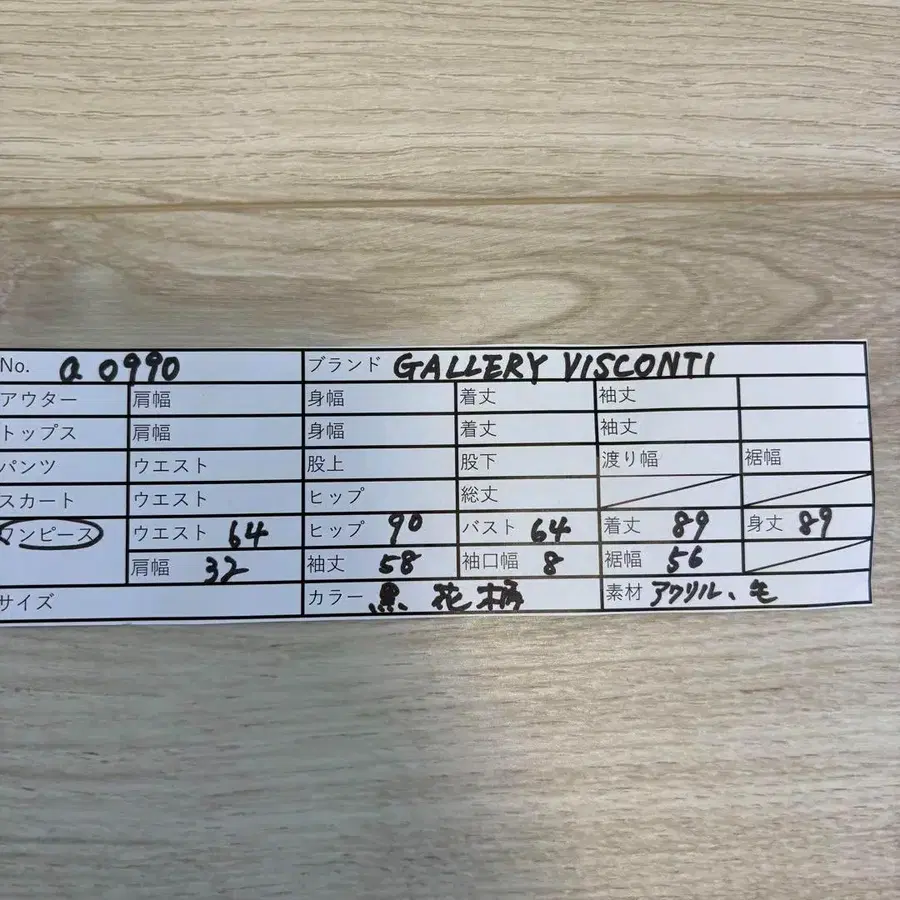 No. a 0990 ブランド GALLERY VISCONTI
アウター 肩幅 身幅 着丈 袖丈
トップス 肩幅 身幅 着丈 袖丈
パンツ ウエスト 股上 股下 渡り幅 裾幅
スカート ウエスト ヒップ 総丈
ワンピース ウエスト 64 ヒップ 90 バスト 64 着丈 89 身丈 89
肩幅 32 袖丈 58 袖口幅 8 裾幅 56
サイズ カラー 黒 花柄 素材 アクリル、毛